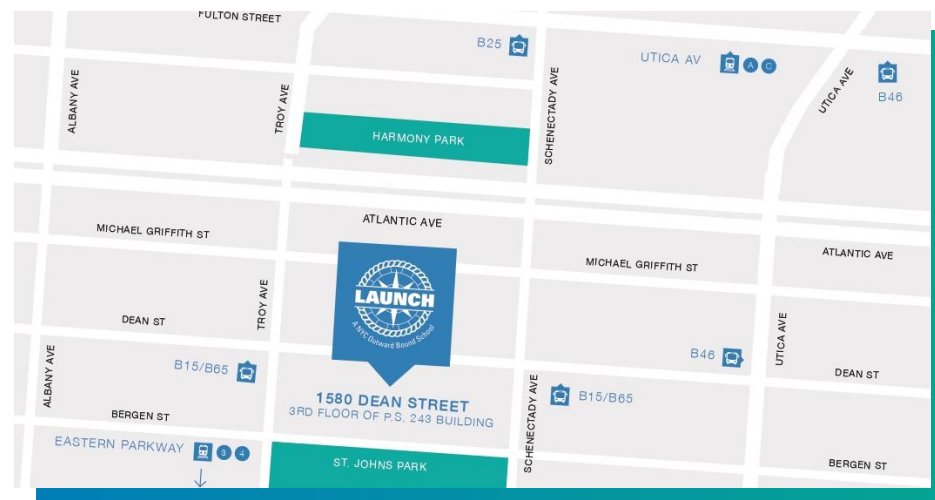 FULTON STREET
B25
UTICA AV
A
C
B46
UTICA AVE
ALBANY AVE
TROY AVE
SCHENECTADY AVE
HARMONY PARK
ATLANTIC AVE
MICHAEL GRIFFITH ST
MICHAEL GRIFFITH ST
ATLANTIC AVE
LAUNCH
A NYC Outward Bound School
TROY AVE
DEAN ST
UTICA AVE
B46
DEAN ST
ALBANY AVE
B15/B65
SCHENECTADY AVE
B15/B65
1580 DEAN STREET
3RD FLOOR OF P.S. 243 BUILDING
BERGEN ST
EASTERN PARKWAY
3
4
ST. JOHNS PARK
BERGEN ST